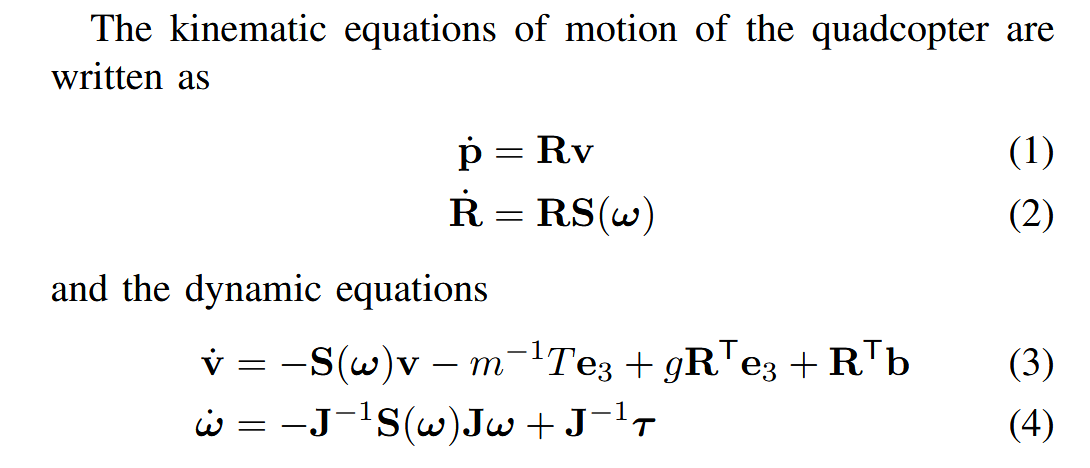 The kinematic equations of motion of the quadcopter are
written as
ṗ = Rv (1)
Ṙ = RS(ω) (2)
and the dynamic equations
v̇ = −S(ω)v − m⁻¹Te₃ + gRᵀe₃ + Rᵀb (3)
ω̇ = −J⁻¹S(ω)Jω + J⁻¹τ (4)